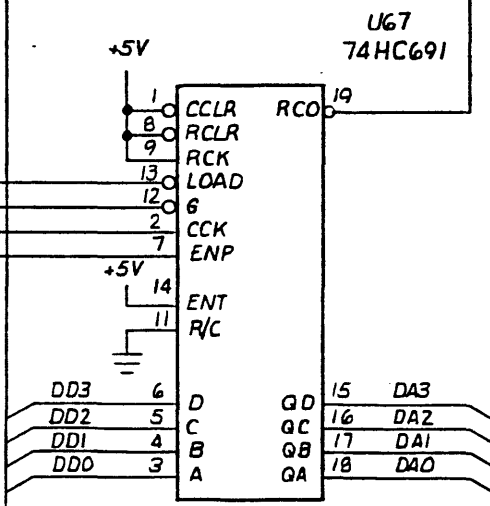 U67
74HC691
+5V
1 CCLR RCO 19
8 RCLR
9 RCK
13 LOAD
12 G
2 CCK
7 ENP
+5V
14 ENT
11 R/C
DD3 6 D QD 15 DA3
DD2 5 C QC 16 DA2
DD1 4 B QB 17 DA1
DD0 3 A QA 18 DA0